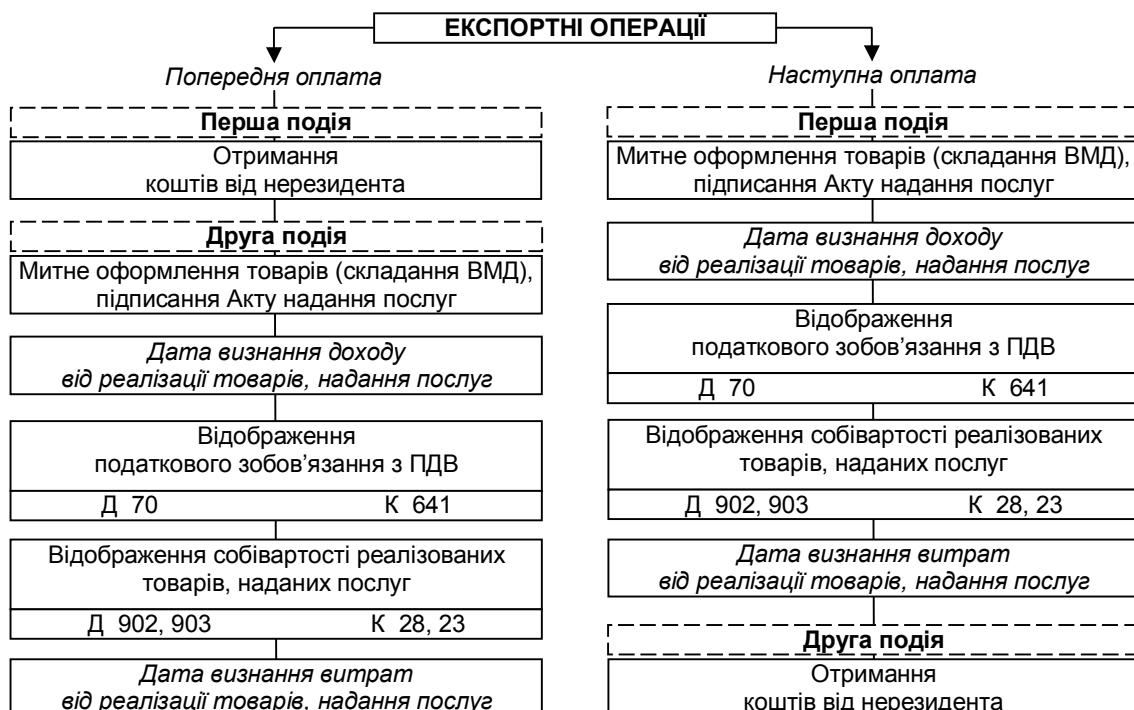 ЕКСПОРТНІ ОПЕРАЦІЇ
Попередня оплата
Перша подія
Отримання
коштів від нерезидента
Друга подія
Митне оформлення товарів (складання ВМД),
підписання Акту надання послуг
Дата визнання доходу
від реалізації товарів, надання послуг
Відображення
податкового зобов’язання з ПДВ
Д 70 К 641
Відображення собівартості реалізованих
товарів, наданих послуг
Д 902, 903 К 28, 23
Дата визнання витрат
від реалізації товарів, надання послуг
Наступна оплата
Перша подія
Митне оформлення товарів (складання ВМД),
підписання Акту надання послуг
Дата визнання доходу
від реалізації товарів, надання послуг
Відображення
податкового зобов’язання з ПДВ
Д 70 К 641
Відображення собівартості реалізованих
товарів, наданих послуг
Д 902, 903 К 28, 23
Дата визнання витрат
від реалізації товарів, надання послуг
Друга подія
Отримання
коштів від нерезидента